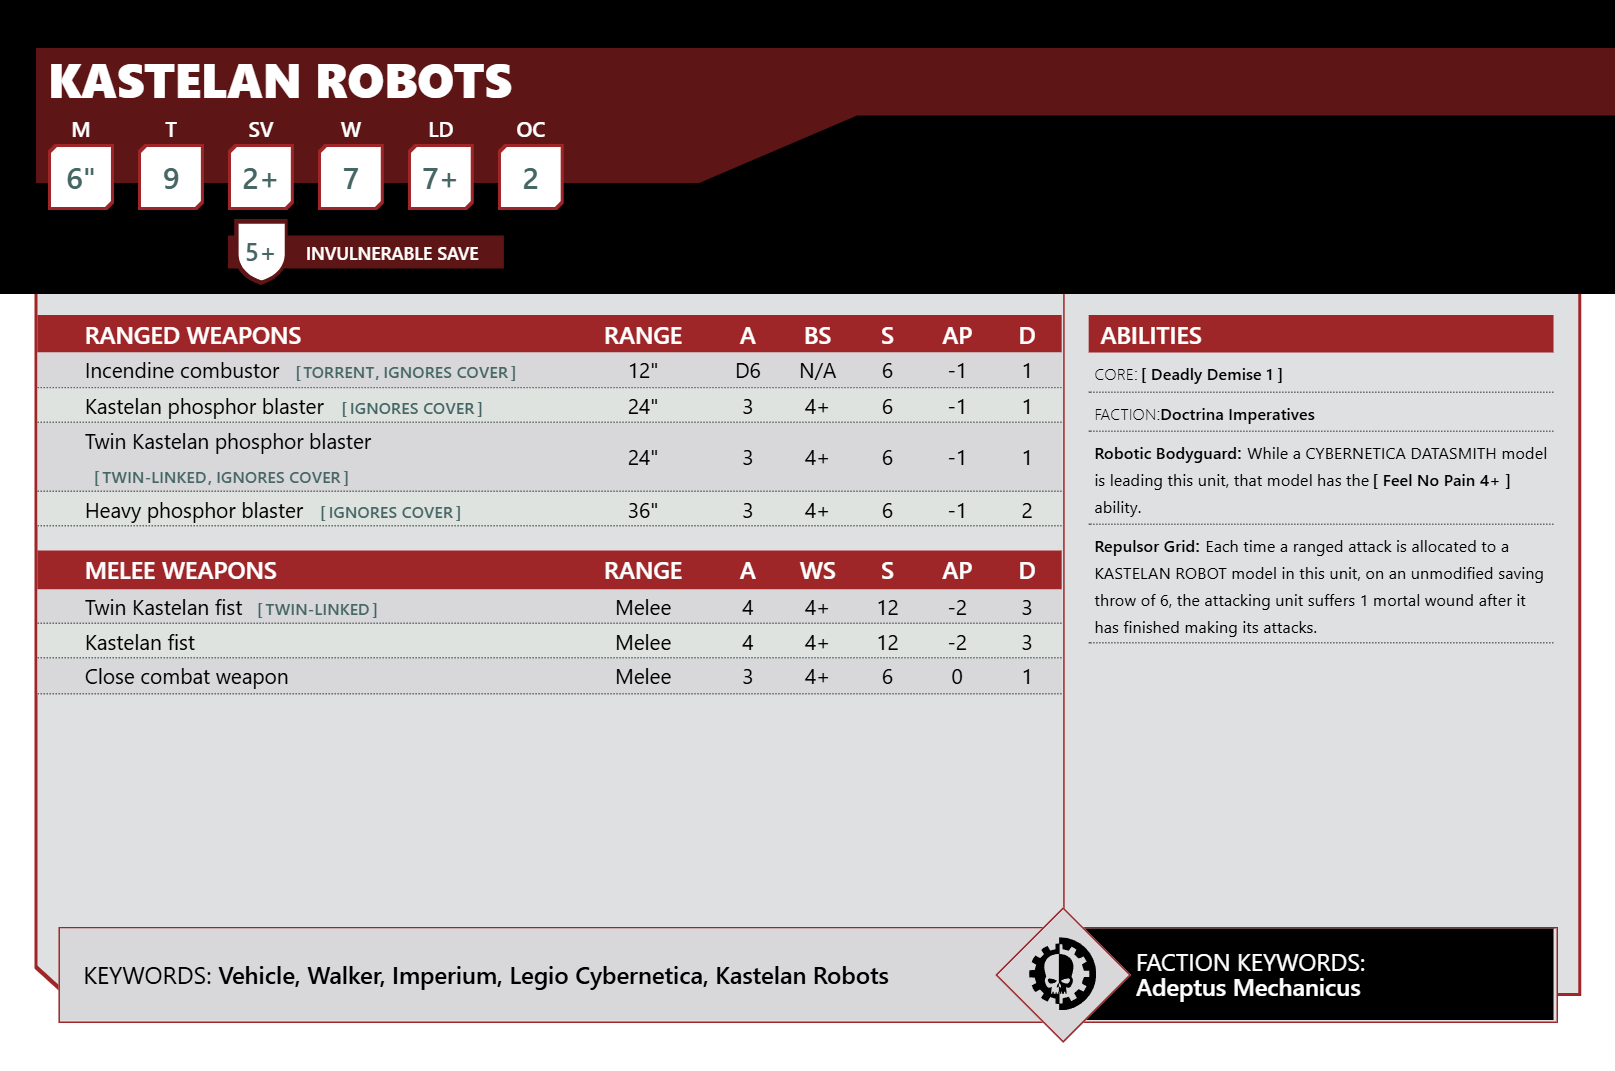 KASTELAN ROBOTS
M T SV W LD OC
6" 9 2+ 7 7+ 2
5+ INVULNERABLE SAVE
RANGED WEAPONS RANGE A BS S AP D
Incendine combustor [TORRENT, IGNORES COVER] 12" D6 N/A 6 -1 1
Kastelan phosphor blaster [IGNORES COVER] 24" 3 4+ 6 -1 1
Twin Kastelan phosphor blaster
[TWIN-LINKED, IGNORES COVER] 24" 3 4+ 6 -1 1
Heavy phosphor blaster [IGNORES COVER] 36" 3 4+ 6 -1 2
MELEE WEAPONS RANGE A WS S AP D
Twin Kastelan fist [TWIN-LINKED] Melee 4 4+ 12 -2 3
Kastelan fist Melee 4 4+ 12 -2 3
Close combat weapon Melee 3 4+ 6 0 1
ABILITIES
CORE: [ Deadly Demise 1 ]
FACTION:Doctrina Imperatives
Robotic Bodyguard: While a CYBERNETICA DATASMITH model
is leading this unit, that model has the [ Feel No Pain 4+ ]
ability.
Repulsor Grid: Each time a ranged attack is allocated to a
KASTELAN ROBOT model in this unit, on an unmodified saving
throw of 6, the attacking unit suffers 1 mortal wound after it
has finished making its attacks.
KEYWORDS: Vehicle, Walker, Imperium, Legio Cybernetica, Kastelan Robots
FACTION KEYWORDS:
Adeptus Mechanicus